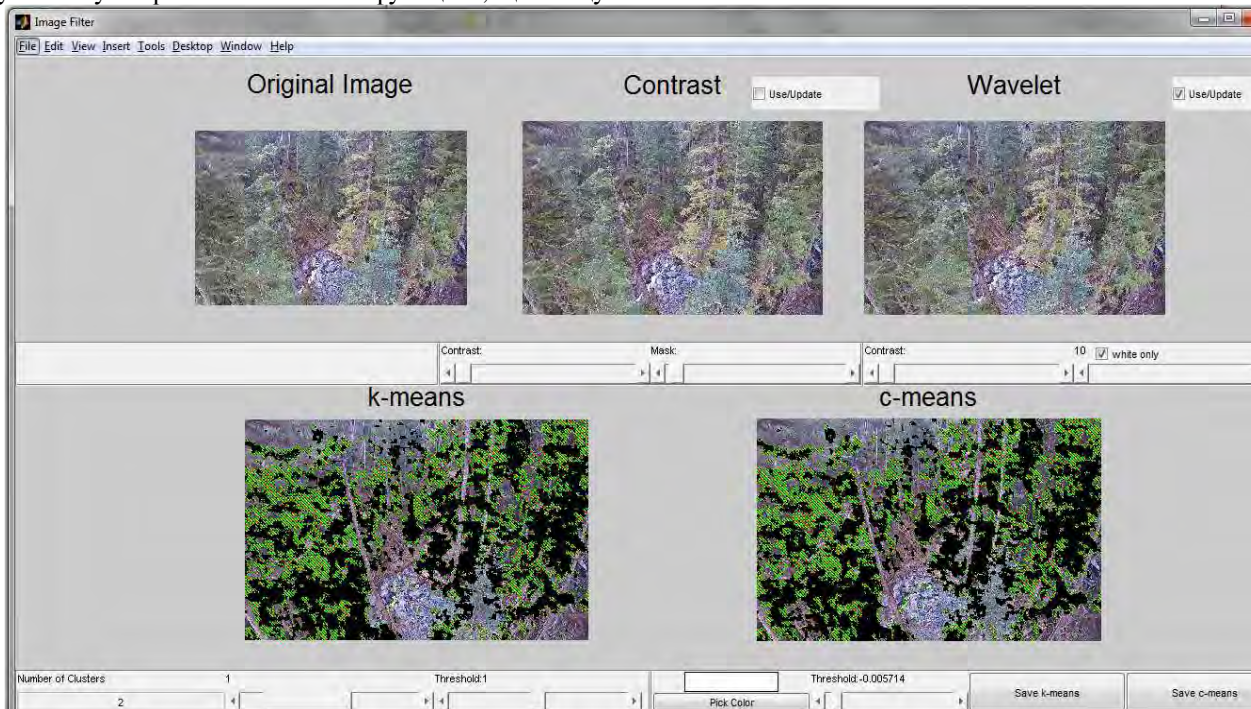 Image Filter
File Edit View Insert Tools Desktop Window Help
Original Image
Contrast
Use/Update
Wavelet
Use/Update
Contrast:
Mask:
Contrast:
10
white only
k-means
c-means
Number of Clusters
1
Threshold:1
Threshold:-0.005714
2
Pick Color
Save k-means
Save c-means